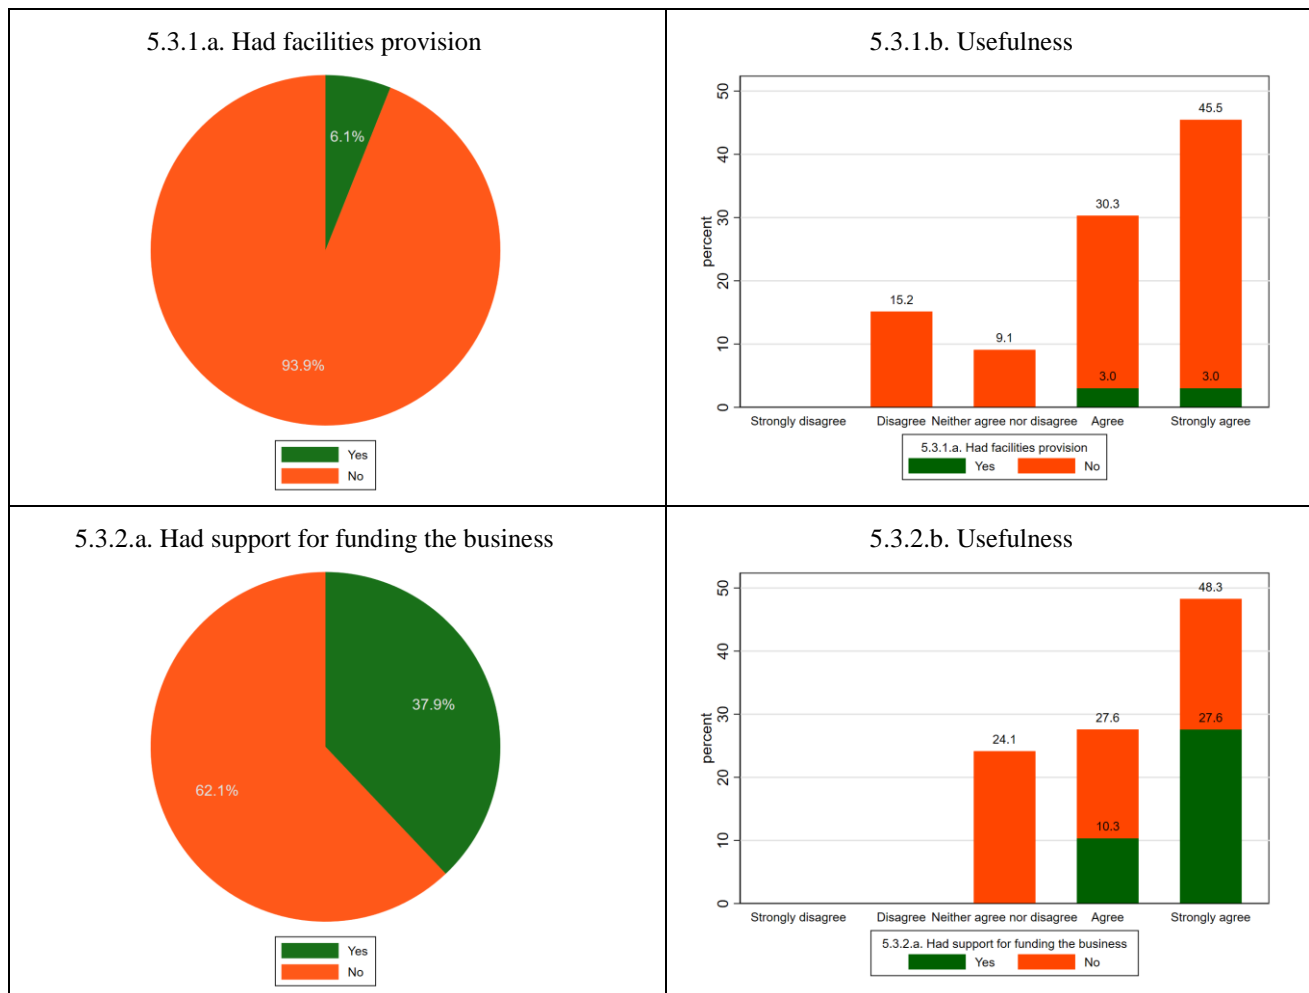 5.3.1.a. Had facilities provision
6.1%
93.9%
Yes
No
5.3.1.b. Usefulness
percent
50
40
30
20
10
0
15.2
9.1
30.3
3.0
45.5
3.0
Strongly disagree Disagree Neither agree nor disagree Agree Strongly agree
5.3.1.a. Had facilities provision
Yes No
5.3.2.a. Had support for funding the business
37.9%
62.1%
Yes
No
5.3.2.b. Usefulness
percent
50
40
30
20
10
0
24.1
27.6
10.3
48.3
27.6
Strongly disagree Disagree Neither agree nor disagree Agree Strongly agree
5.3.2.a. Had support for funding the business
Yes No